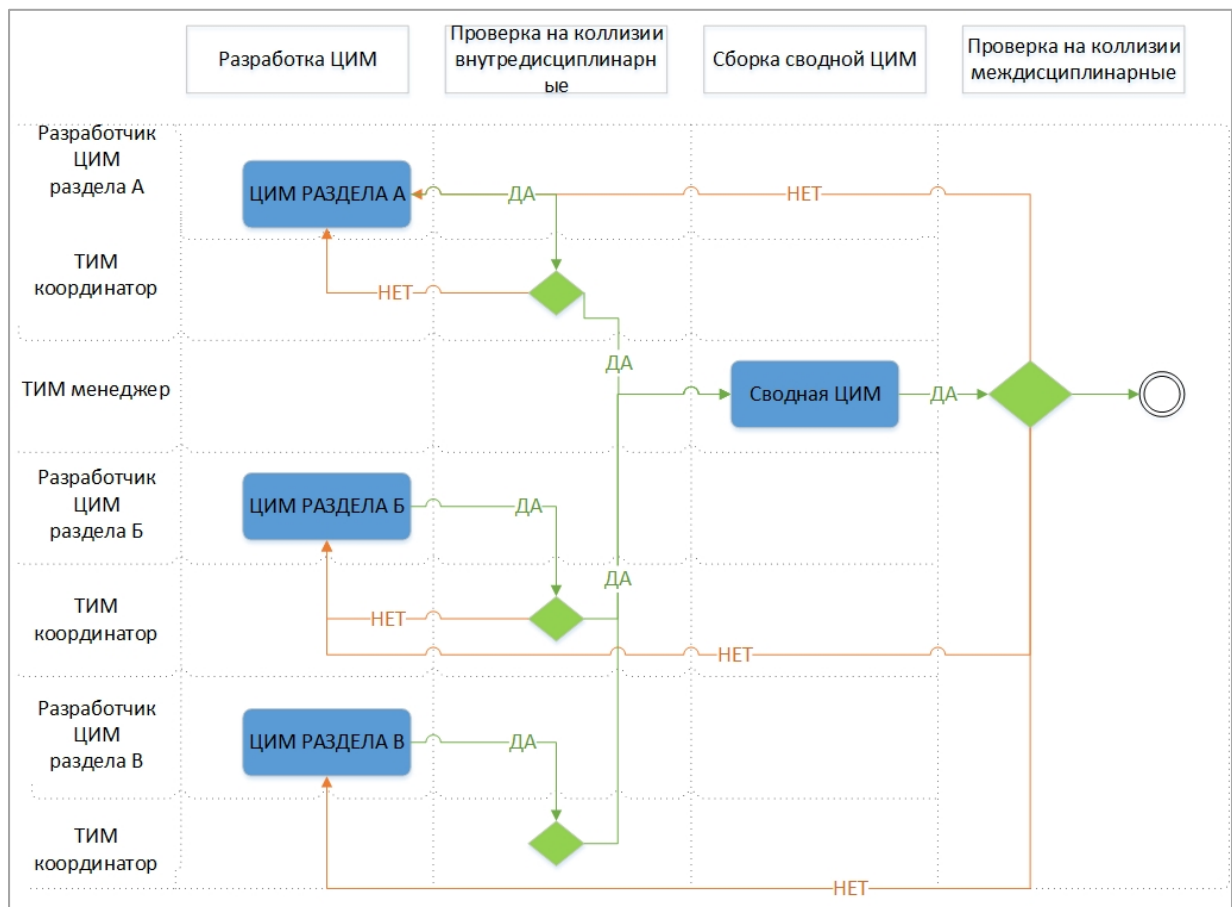 Разработка ЦИМ
Проверка на коллизии
внутредисциплинарн
ые
Сборка сводной ЦИМ
Проверка на коллизии
междисциплинарные
Разработчик
ЦИМ
раздела А
ЦИМ РАЗДЕЛА А
ДА
НЕТ
ТИМ
координатор
НЕТ
ДА
ТИМ менеджер
Сводная ЦИМ
ДА
Разработчик
ЦИМ
раздела Б
ЦИМ РАЗДЕЛА Б
ДА
ДА
ТИМ
координатор
НЕТ
НЕТ
Разработчик
ЦИМ
раздела В
ЦИМ РАЗДЕЛА В
ДА
ТИМ
координатор
НЕТ